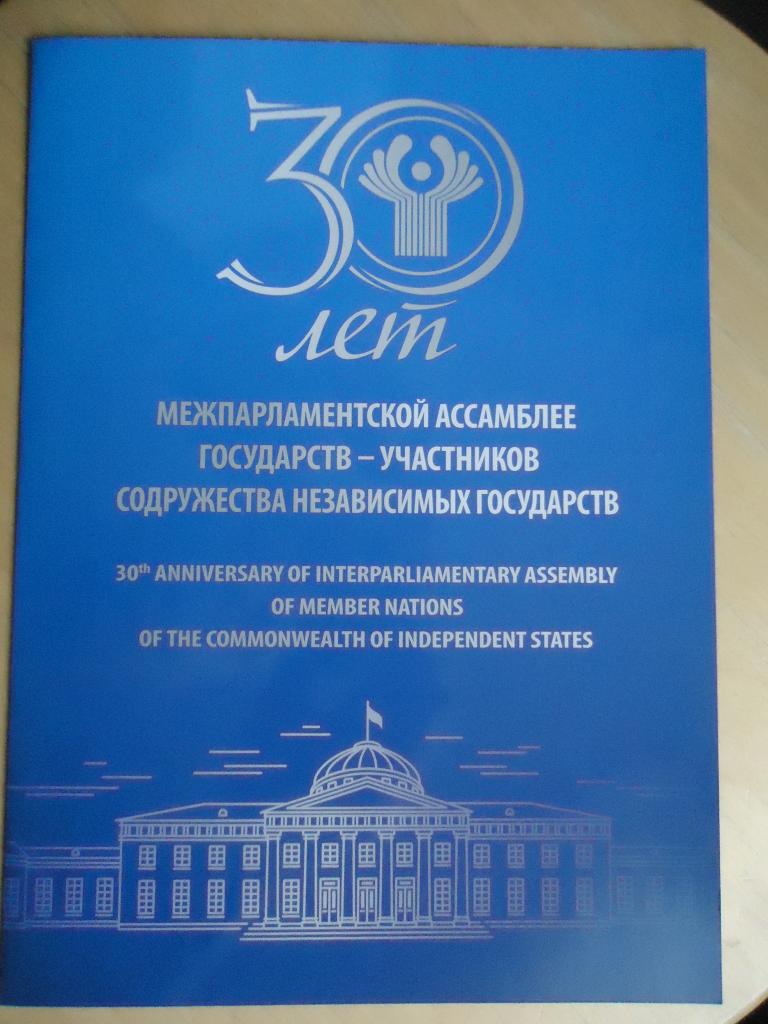 30
лет
МЕЖПАРЛАМЕНТСКОЙ АССАМБЛЕЕ
ГОСУДАРСТВ – УЧАСТНИКОВ
СОДРУЖЕСТВА НЕЗАВИСИМЫХ ГОСУДАРСТВ
30th ANNIVERSARY OF INTERPARLIAMENTARY ASSEMBLY
OF MEMBER NATIONS
OF THE COMMONWEALTH OF INDEPENDENT STATES